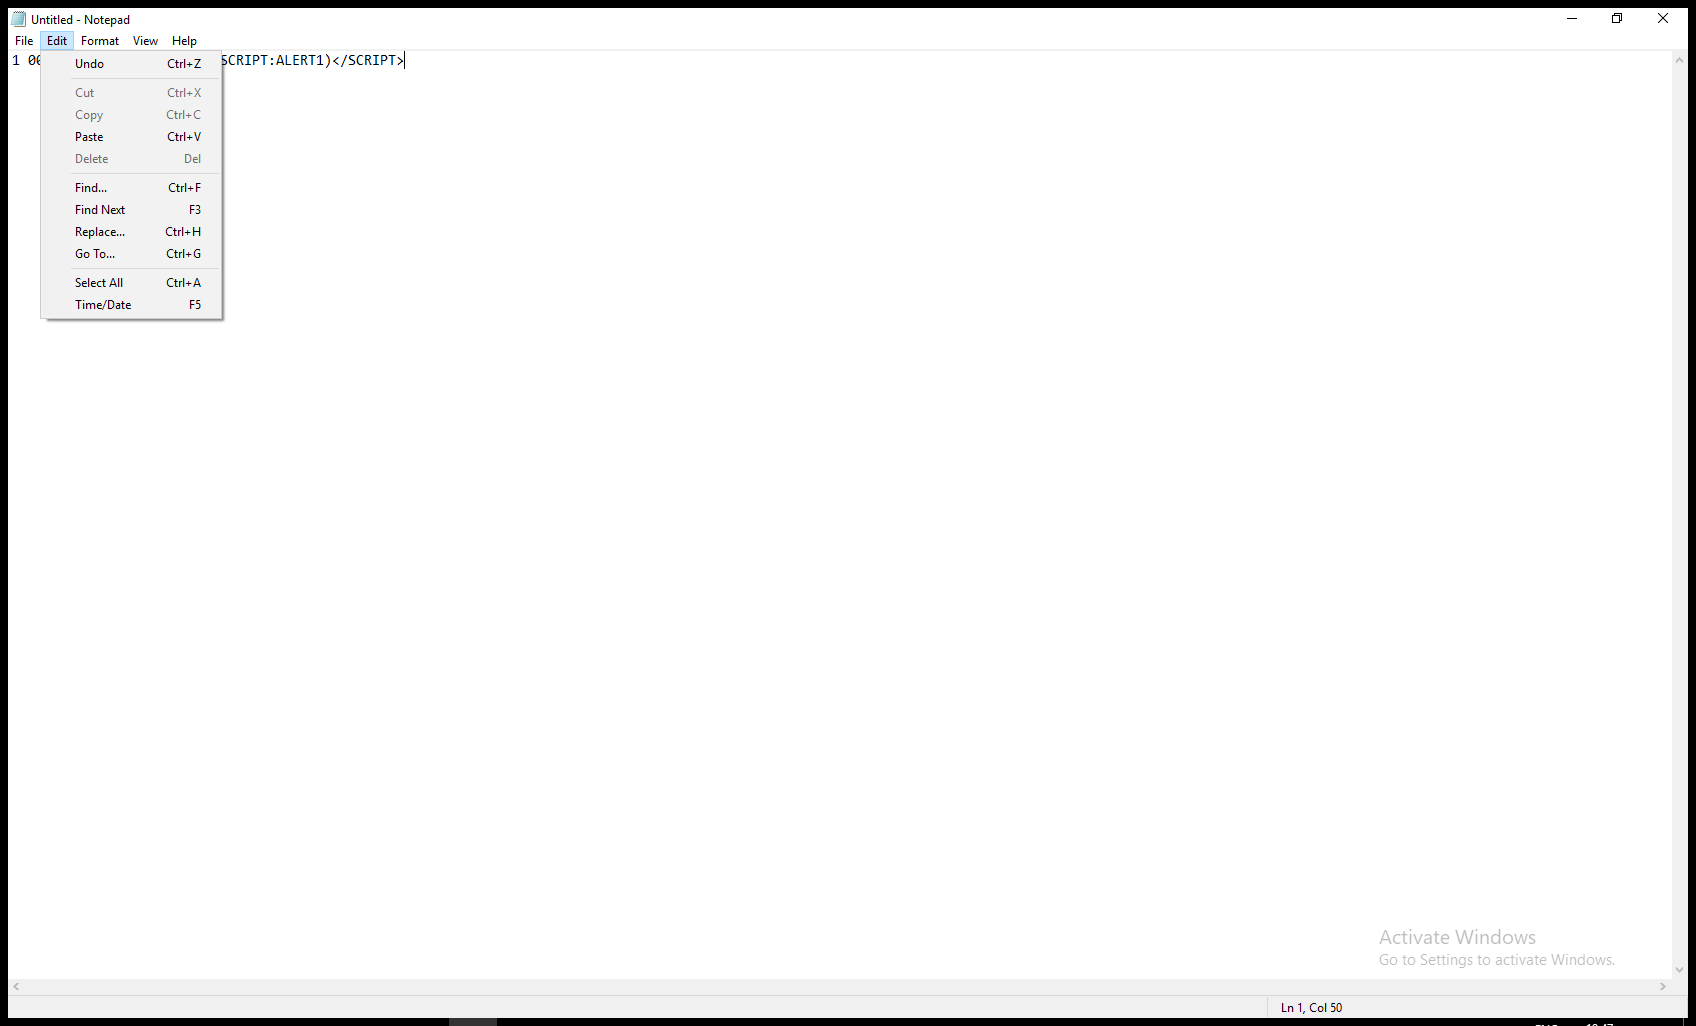 Untitled - Notepad
File Edit Format View Help
1 00
SCRIPT:ALERT1)</SCRIPT>
Undo Ctrl+Z
Cut Ctrl+X
Copy Ctrl+C
Paste Ctrl+V
Delete Del
Find... Ctrl+F
Find Next F3
Replace... Ctrl+H
Go To... Ctrl+G
Select All Ctrl+A
Time/Date F5
Activate Windows
Go to Settings to activate Windows.
Ln 1, Col 50